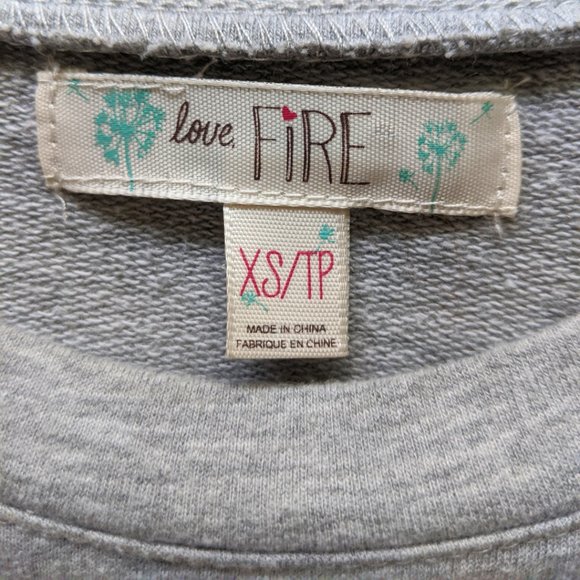 love, FiRE
XS/TP
MADE IN CHINA
FABRIQUE EN CHINE